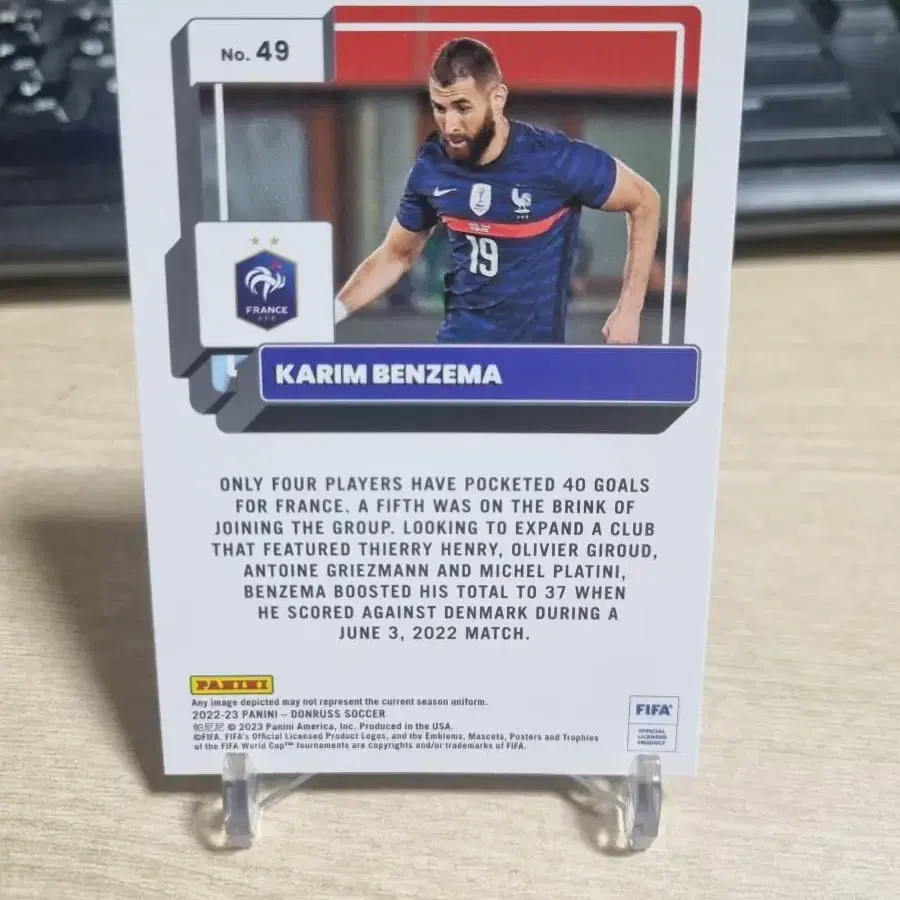 No. 49
19
FRANCE
FFF
KARIM BENZEMA
ONLY FOUR PLAYERS HAVE POCKETED 40 GOALS
FOR FRANCE. A FIFTH WAS ON THE BRINK OF
JOINING THE GROUP. LOOKING TO EXPAND A CLUB
THAT FEATURED THIERRY HENRY, OLIVIER GIROUD,
ANTOINE GRIEZMANN AND MICHEL PLATINI,
BENZEMA BOOSTED HIS TOTAL TO 37 WHEN
HE SCORED AGAINST DENMARK DURING A
JUNE 3, 2022 MATCH.
PANINI
Any image depicted may not represent the current season uniform.
2022-23 PANINI – DONRUSS SOCCER
帕尼尼 © 2023 Panini America, Inc. Produced in the USA.
©FIFA, FIFA's Official Licensed Product Logos, and the Emblems, Mascots, Posters and Trophies
of the FIFA World Cup™ tournaments are copyrights and/or trademarks of FIFA.
FIFA®
OFFICIAL
LICENSED
PRODUCT